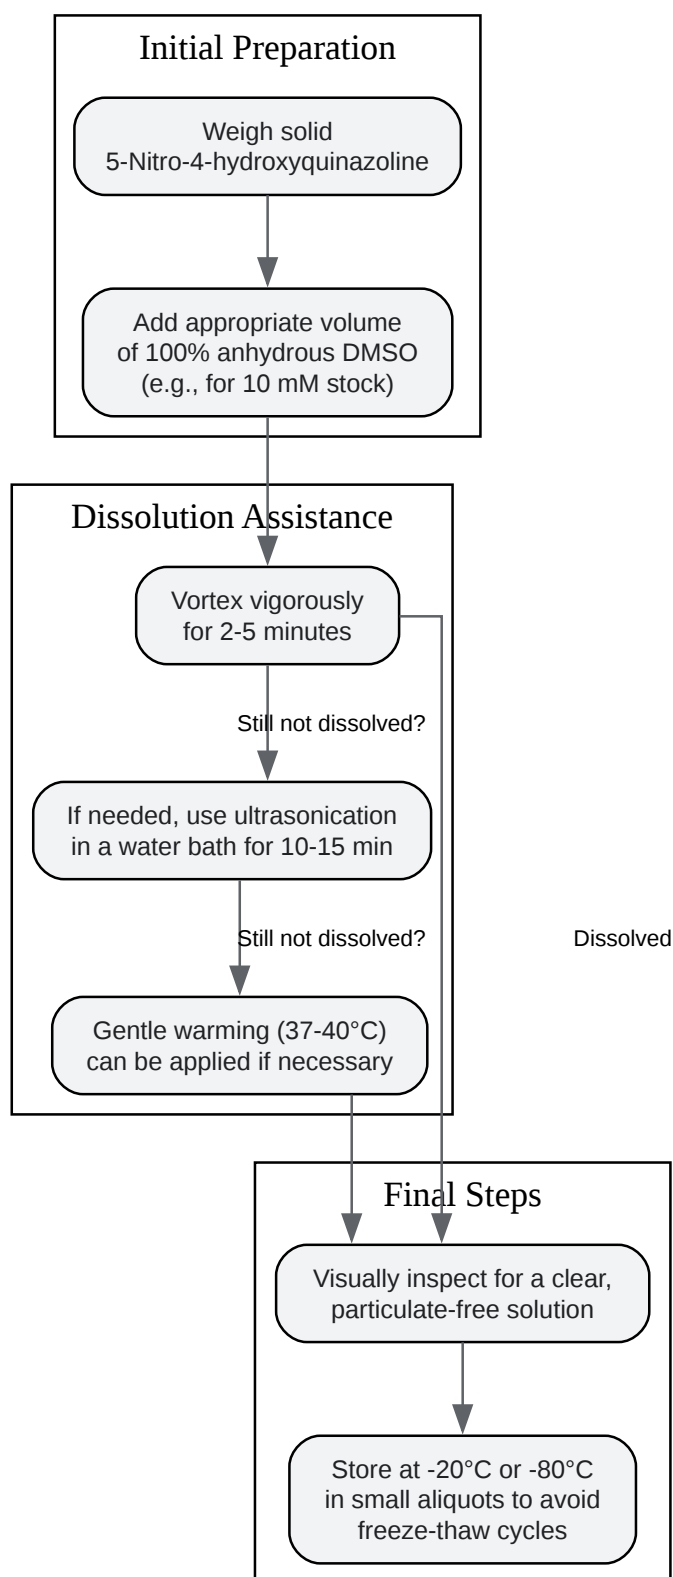 Initial Preparation
Weigh solid
5-Nitro-4-hydroxyquinazoline
Add appropriate volume
of 100% anhydrous DMSO
(e.g., for 10 mM stock)
Dissolution Assistance
Vortex vigorously
for 2-5 minutes
Still not dissolved?
If needed, use ultrasonication
in a water bath for 10-15 min
Still not dissolved?
Dissolved
Gentle warming (37-40°C)
can be applied if necessary
Final Steps
Visually inspect for a clear,
particulate-free solution
Store at -20°C or -80°C
in small aliquots to avoid
freeze-thaw cycles